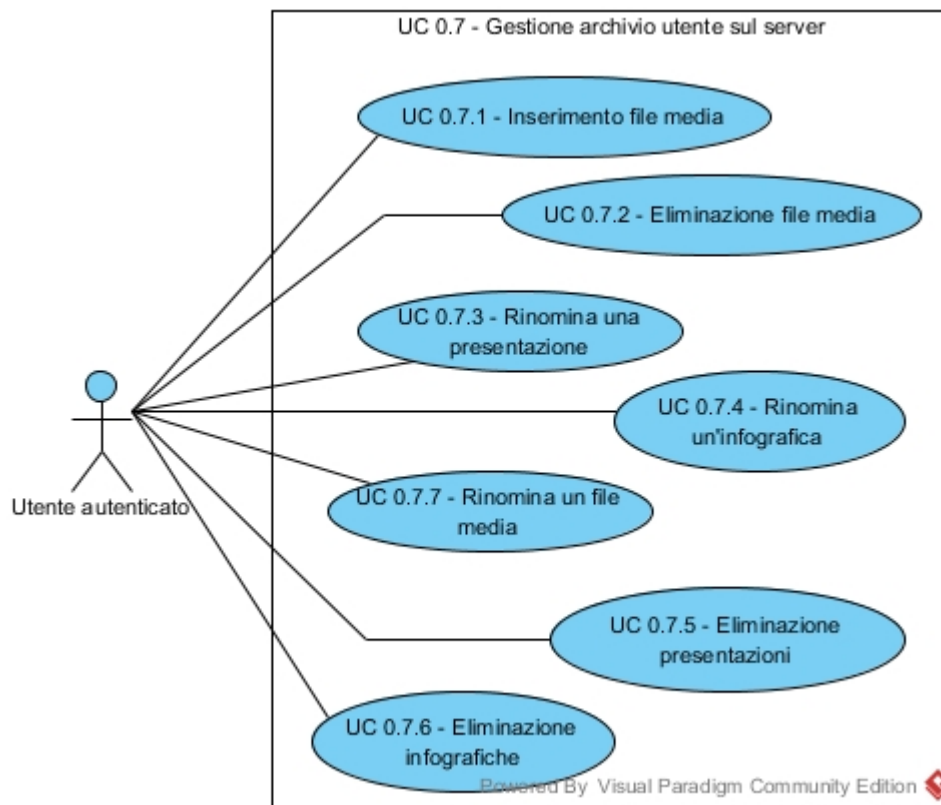 UC 0.7 - Gestione archivio utente sul server
UC 0.7.1 - Inserimento file media
UC 0.7.2 - Eliminazione file media
UC 0.7.3 - Rinomina una
presentazione
UC 0.7.4 - Rinomina
un'infografica
UC 0.7.7 - Rinomina un file
media
Utente autenticato
UC 0.7.5 - Eliminazione
presentazioni
UC 0.7.6 - Eliminazione
infografiche
Powered By Visual Paradigm Community Edition